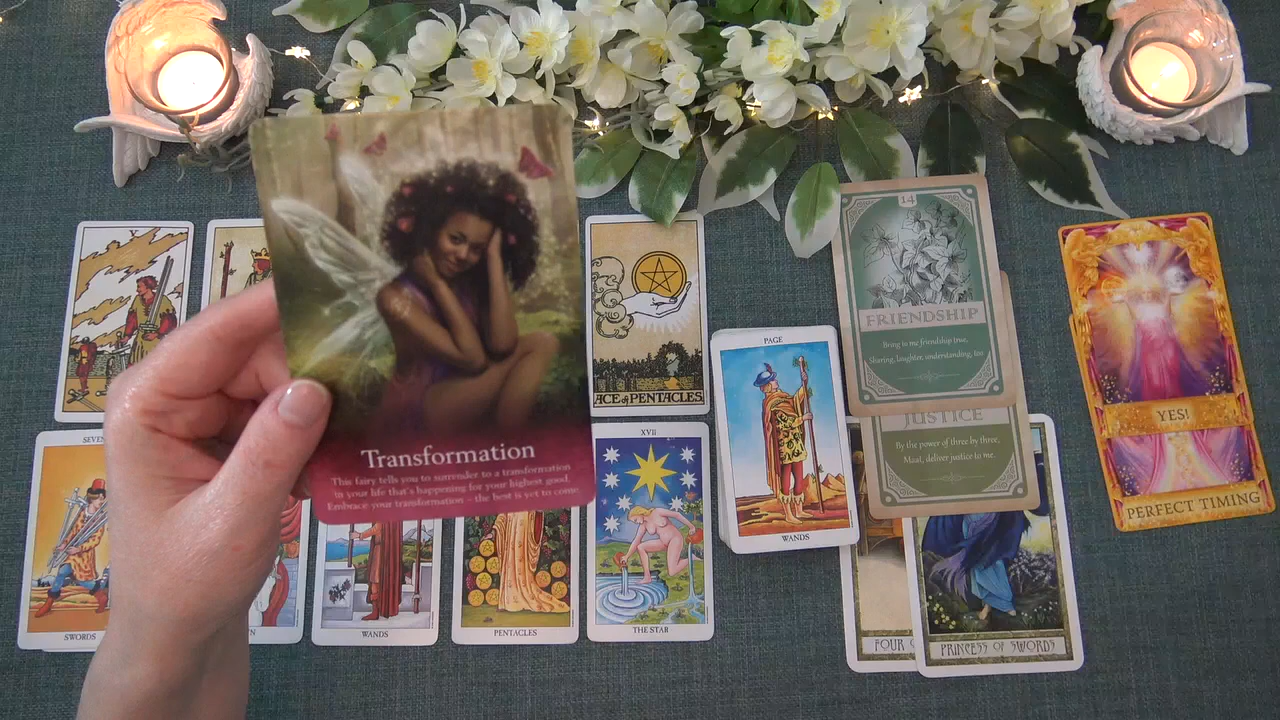 Transformation
This fairy tells you to surrender to a transformation
in your life that's happening for your highest good.
Embrace your transformation - the best is yet to come.
ACE of PENTACLES.
PAGE
WANDS
14
FRIENDSHIP
Bring to me friendship true,
Sharing, laughter, understanding, too
JUSTICE
By the power of three by three,
Maat, deliver justice to me.
YES!
PERFECT TIMING
SEVEN
SWORDS
WANDS
PENTACLES
XVII
THE STAR
FOUR
PRINCESS OF SWORDS